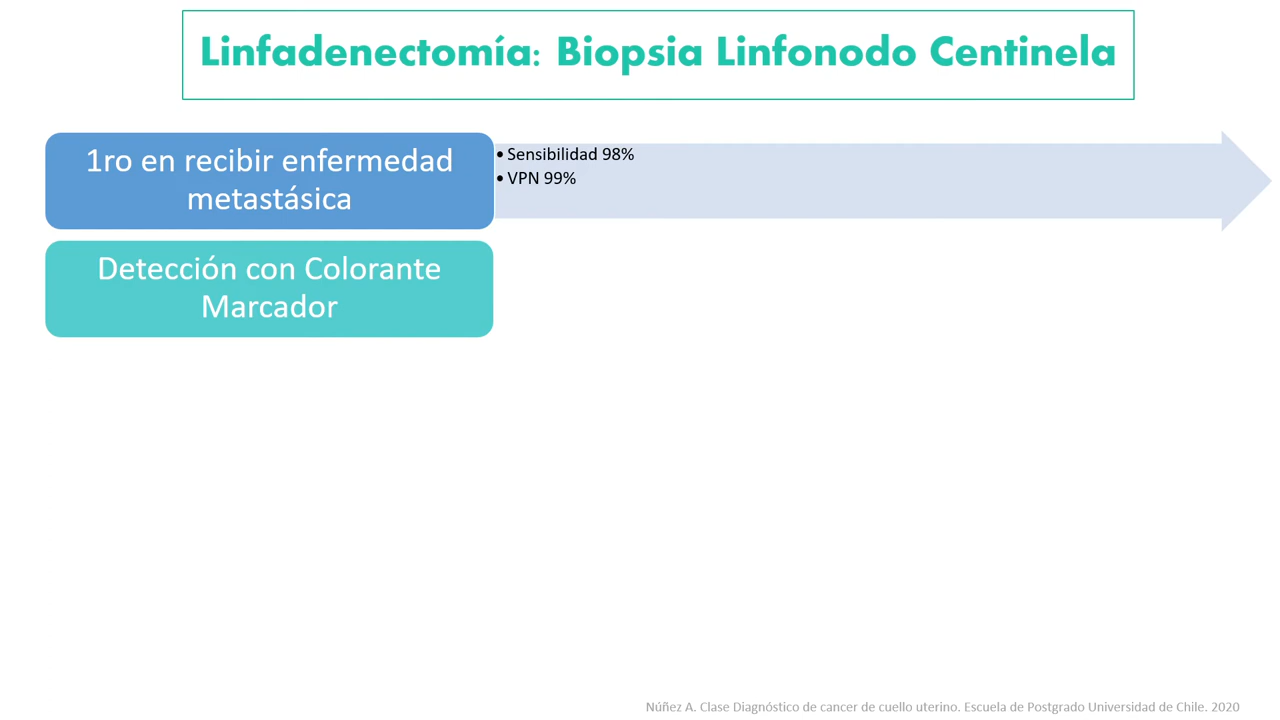 Linfadenectomía: Biopsia Linfonodo Centinela
1ro en recibir enfermedad
metastásica
• Sensibilidad 98%
• VPN 99%
Detección con Colorante
Marcador
Núñez A. Clase Diagnóstico de cancer de cuello uterino. Escuela de Postgrado Universidad de Chile. 2020